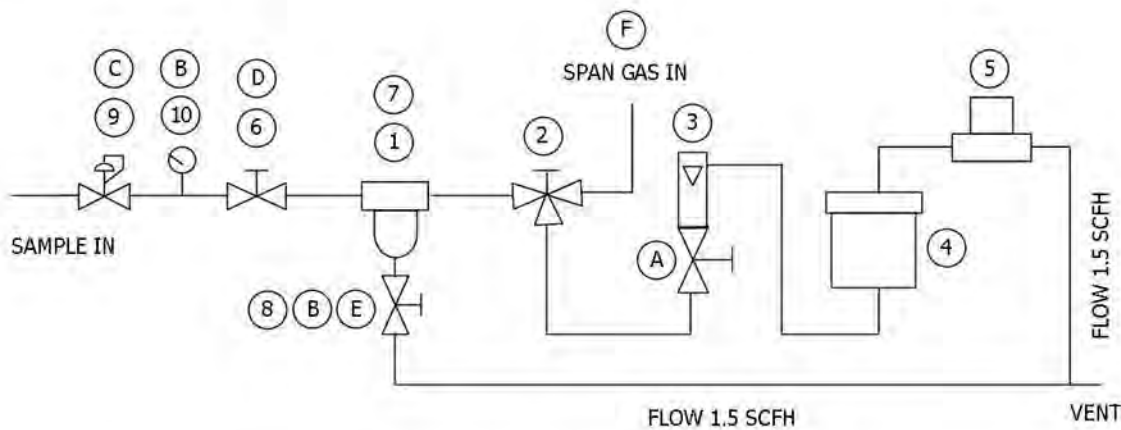 F
SPAN GAS IN
C
B
D
7
5
9
10
6
1
2
3
SAMPLE IN
A
4
8 B E
FLOW 1.5 SCFH
FLOW 1.5 SCFH
VENT